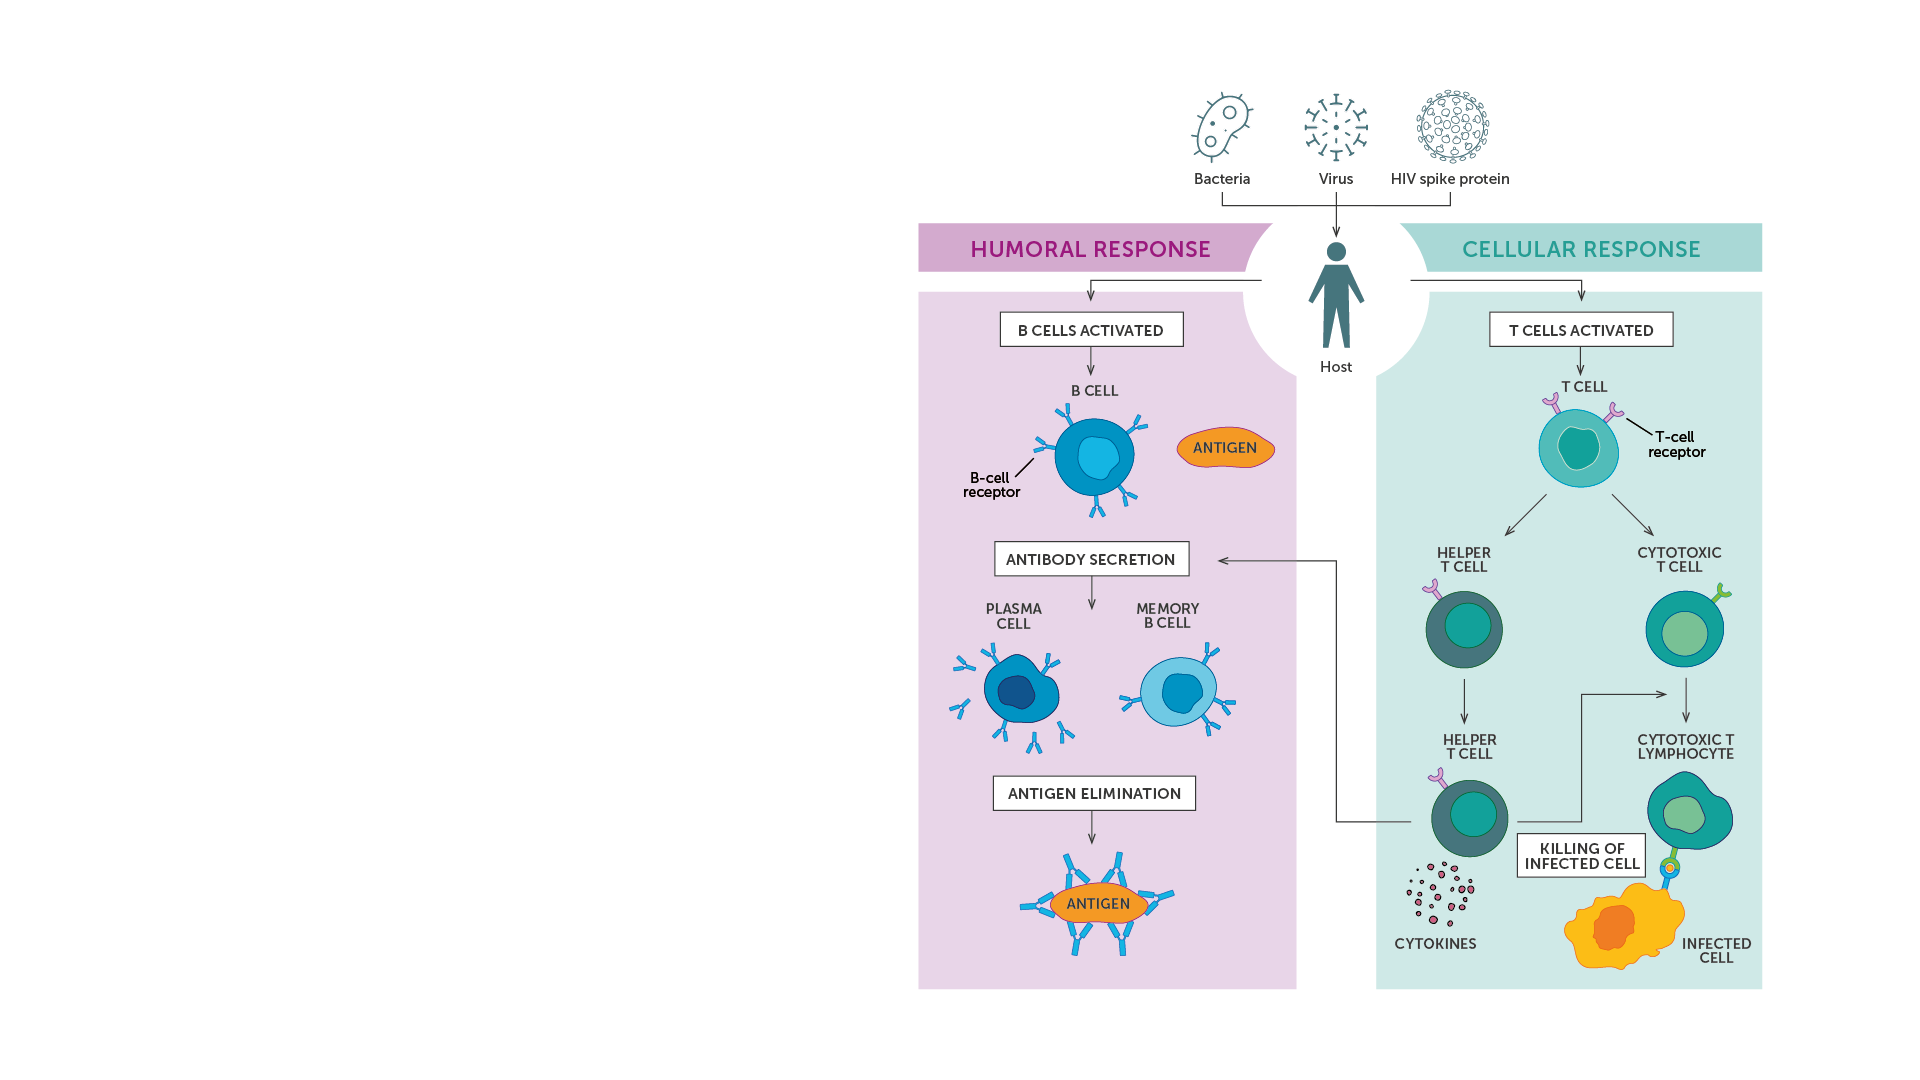 Bacteria
Virus
HIV spike protein
HUMORAL RESPONSE
CELLULAR RESPONSE
Host
B CELLS ACTIVATED
B CELL
B-cell
receptor
ANTIGEN
ANTIBODY SECRETION
PLASMA
CELL
MEMORY
B CELL
ANTIGEN ELIMINATION
ANTIGEN
T CELLS ACTIVATED
T CELL
T-cell
receptor
HELPER
T CELL
CYTOTOXIC
T CELL
HELPER
T CELL
CYTOTOXIC T
LYMPHOCYTE
KILLING OF
INFECTED CELL
CYTOKINES
INFECTED
CELL